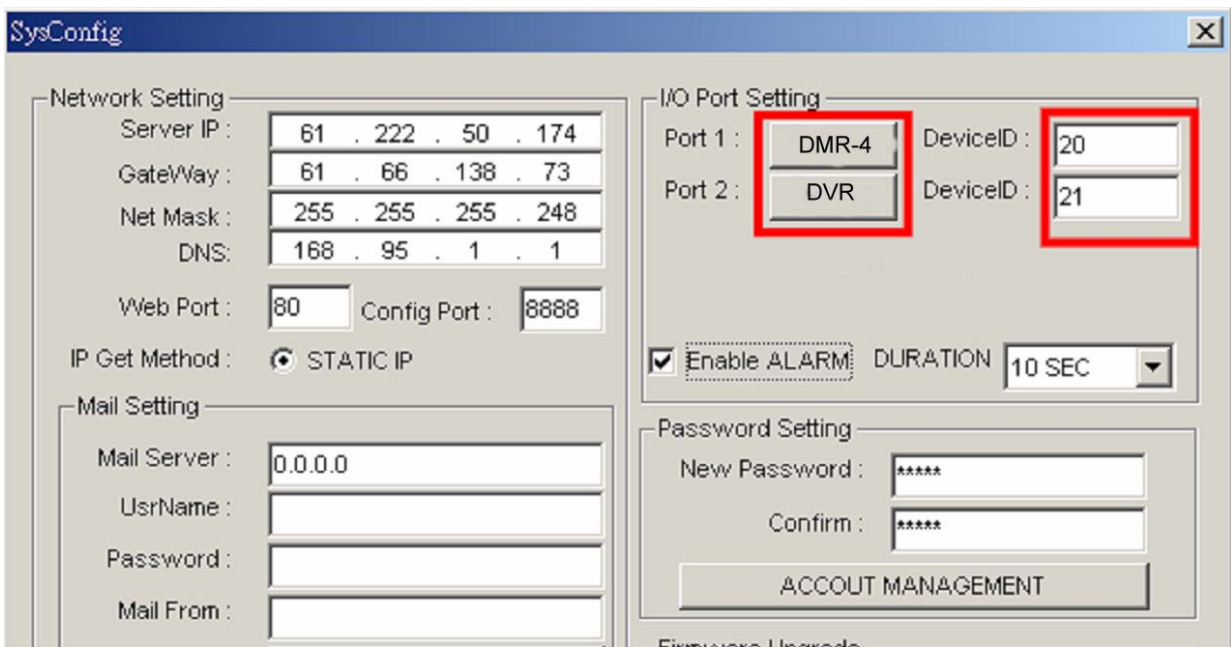 SysConfig
Network Setting
Server IP : 61 . 222 . 50 . 174
GateWay : 61 . 66 . 138 . 73
Net Mask : 255 . 255 . 255 . 248
DNS: 168 . 95 . 1 . 1
Web Port : 80 Config Port : 8888
IP Get Method : STATIC IP
Mail Setting
Mail Server : 0.0.0.0
UsrName :
Password :
Mail From :
I/O Port Setting
Port 1 : DMR-4 DeviceID : 20
Port 2 : DVR DeviceID : 21
Enable ALARM DURATION 10 SEC
Password Setting
New Password : *****
Confirm : *****
ACCOUT MANAGEMENT
Firmware Upgrade